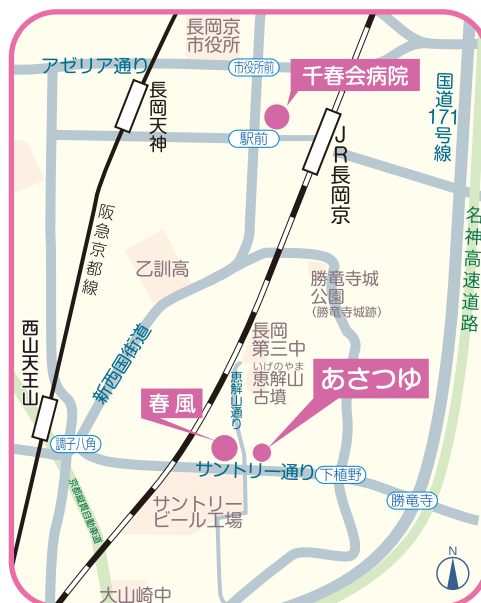 長岡京
市役所
アゼリア通り
市役所前
千春会病院
国道171号線
長岡天神
駅前
JR長岡京
名神高速道路
阪急京都線
乙訓高
勝竜寺城
公園
(勝竜寺城跡)
西山天王山
新西国街道
長岡
第三中
いげのやま
恵解山
古墳
恵解山通り
あさつゆ
春風
調子八角
サントリー通り
下植野
勝竜寺
京都縦貫自動車道
サントリー
ビール工場
大山崎中
N